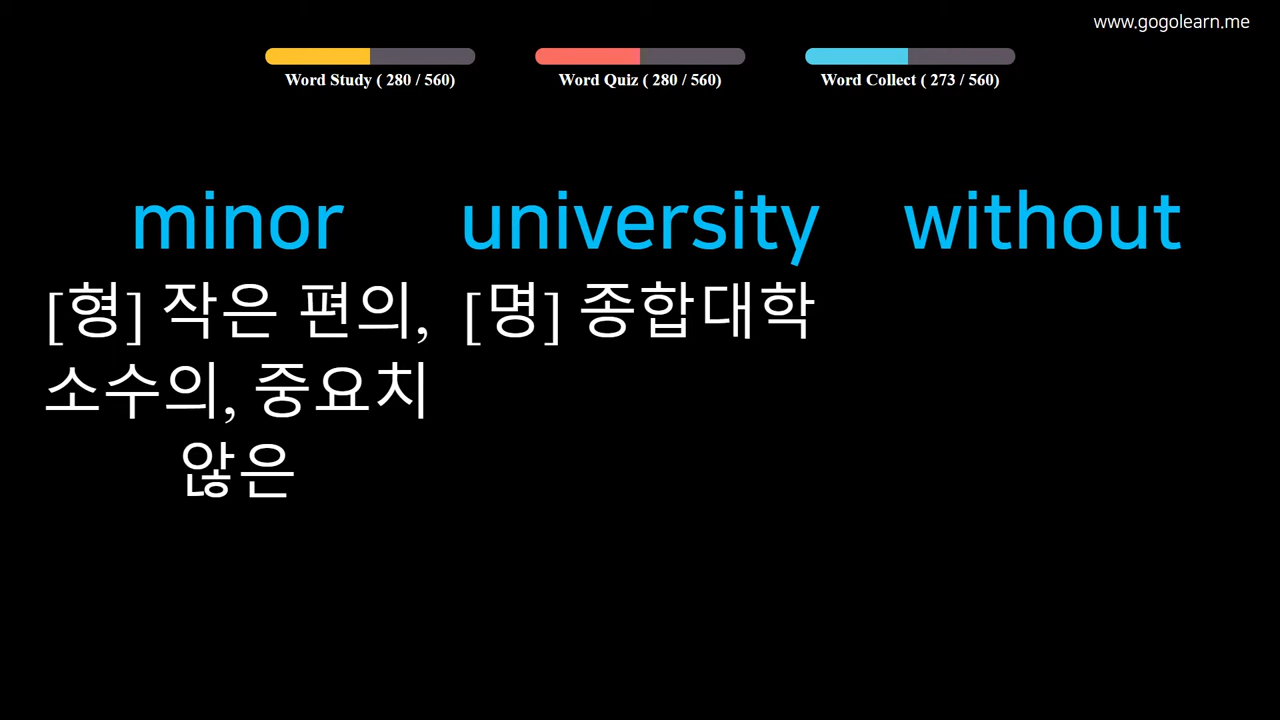 www.gogolearn.me
Word Study ( 280 / 560)
Word Quiz ( 280 / 560)
Word Collect ( 273 / 560)
minor
[형] 작은 편의,
소수의, 중요치
않은
university
[명] 종합대학
without